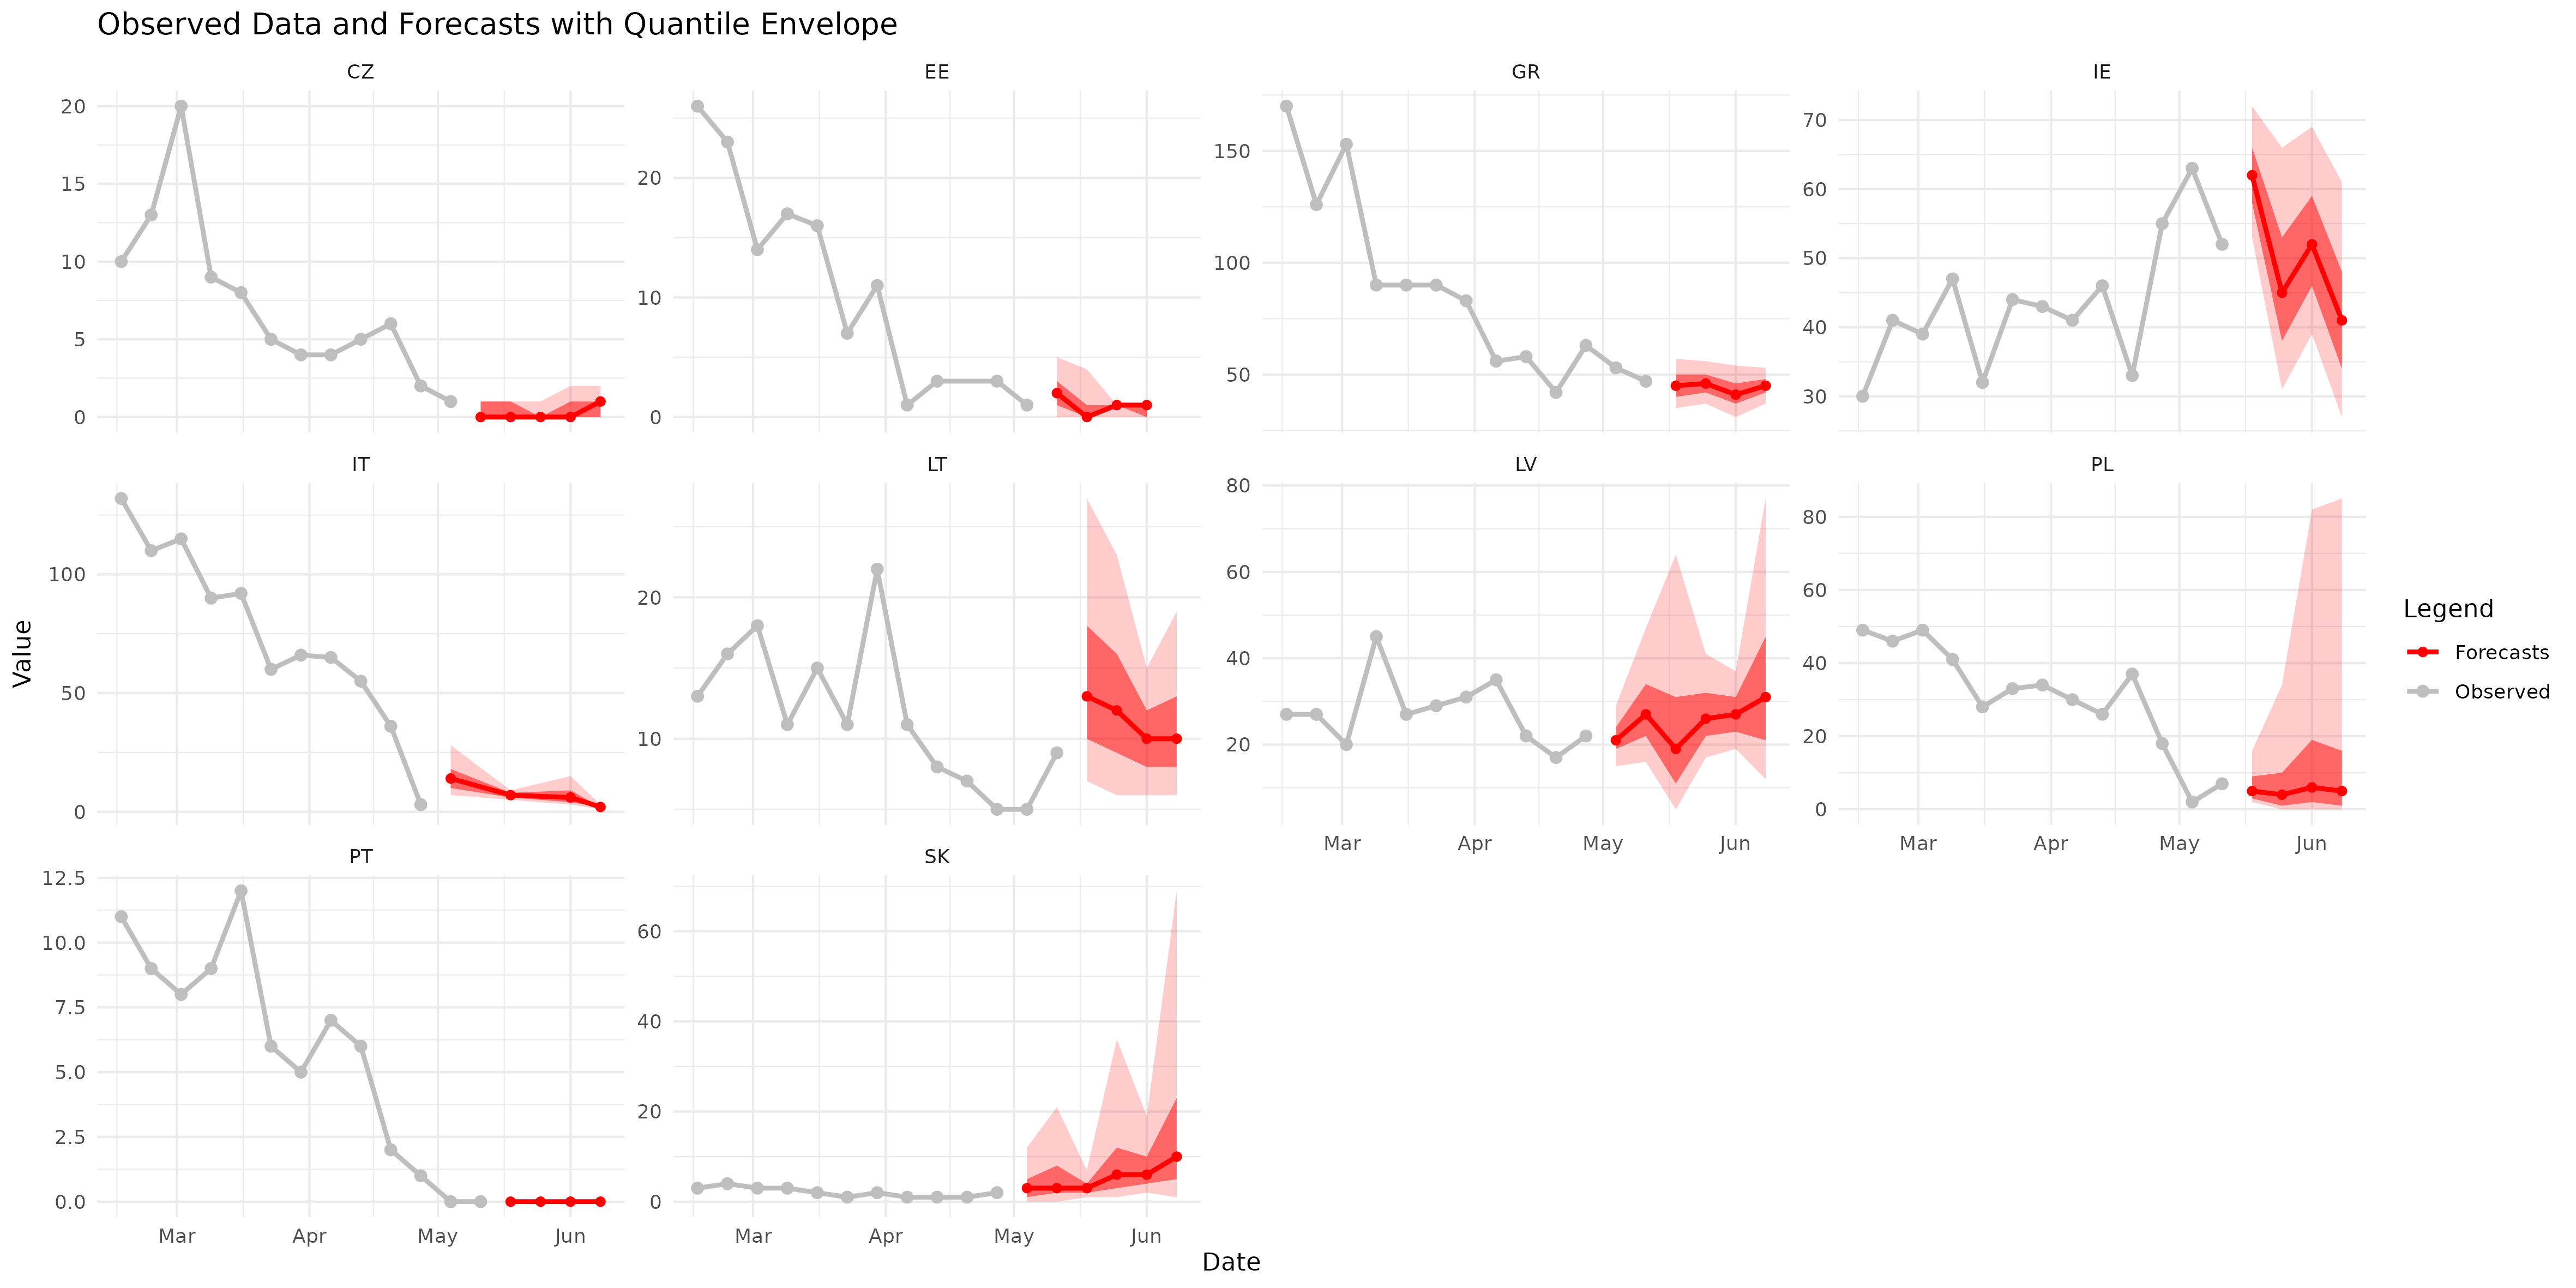 Observed Data and Forecasts with Quantile Envelope
CZ
EE
GR
IE
20
15
10
5
0
20
10
0
150
100
50
70
60
50
40
30
IT
LT
LV
PL
100
50
0
20
10
80
60
40
20
80
60
40
20
0
Mar Apr May Jun
Mar Apr May Jun
PT
SK
12.5
10.0
7.5
5.0
2.5
0.0
60
40
20
0
Mar Apr May Jun
Mar Apr May Jun
Value
Date
Legend
Forecasts
Observed